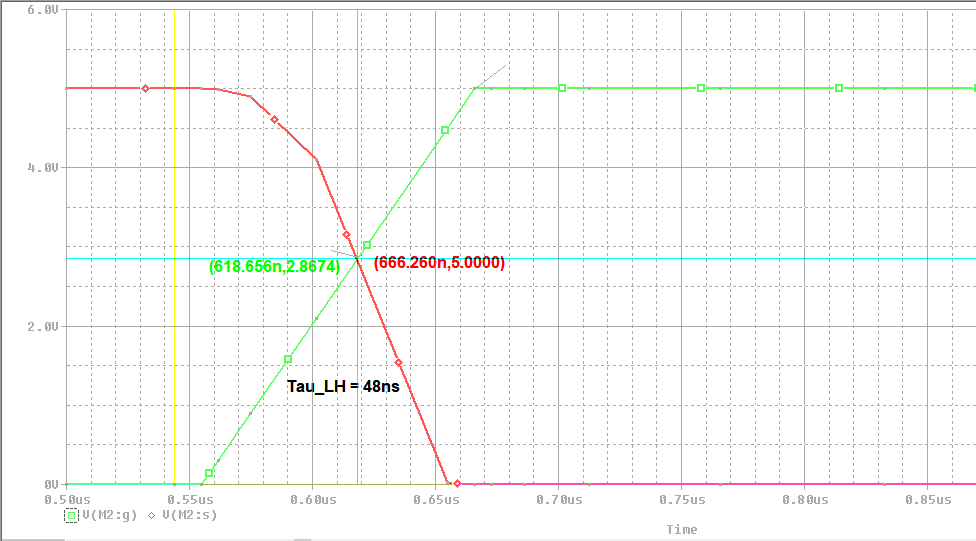 6.0V
4.0V
(618.656n,2.8674) (666.260n,5.0000)
2.0V
Tau_LH = 48ns
0V
0.50us 0.55us 0.60us 0.65us 0.70us 0.75us 0.80us 0.85us
V(M2:g) V(M2:s)
Time